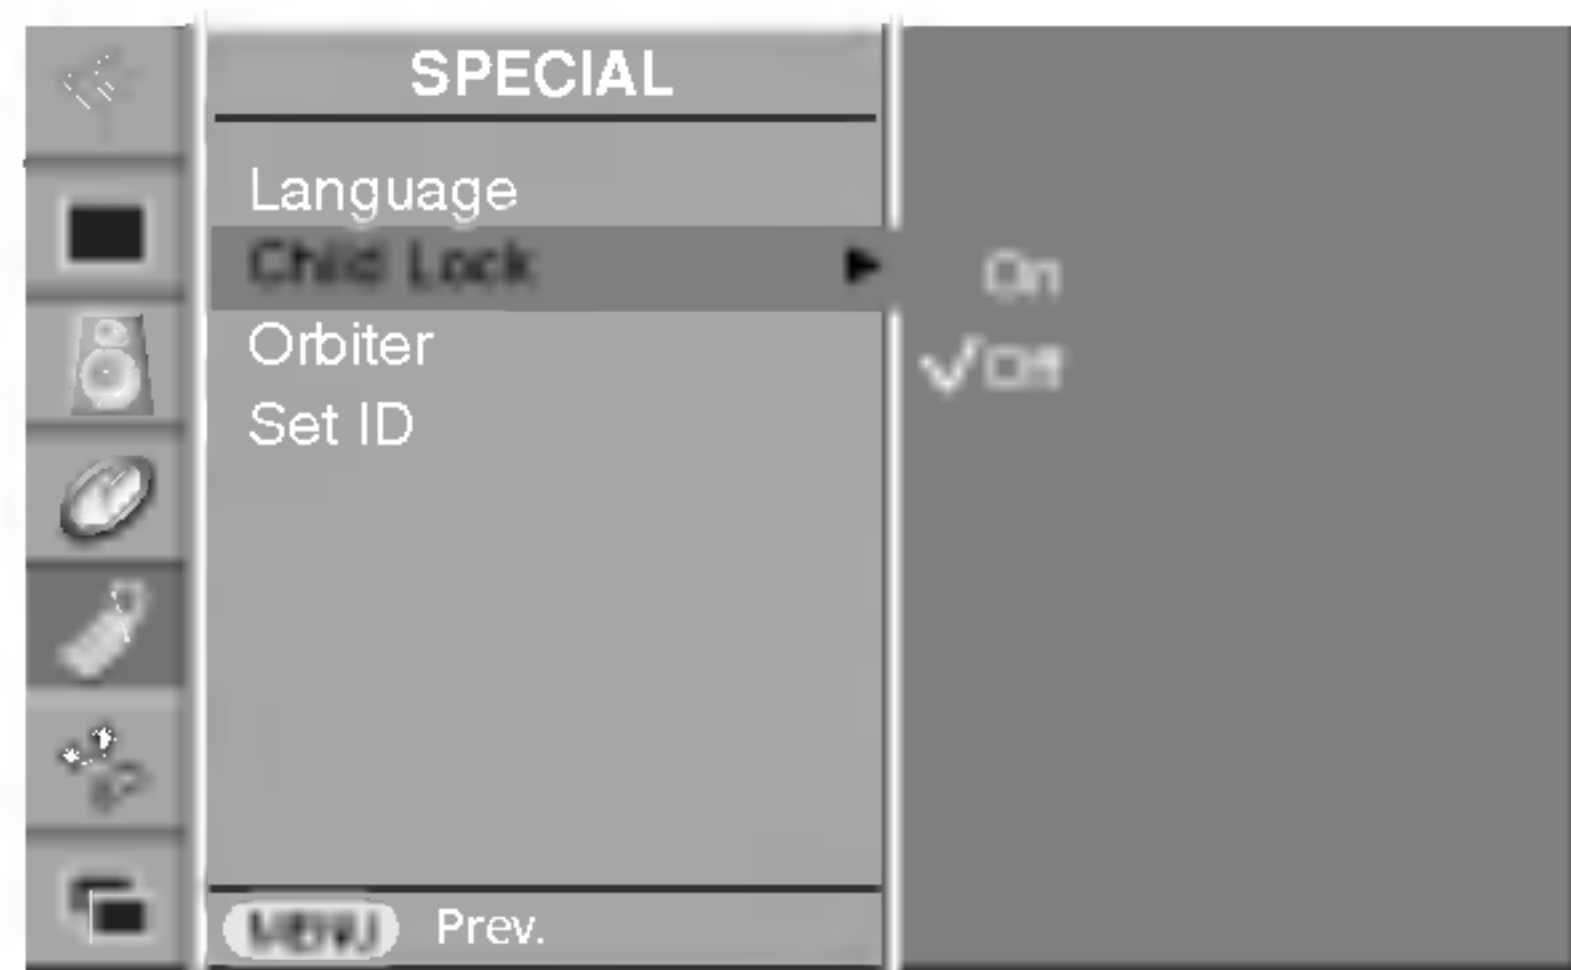 SPECIAL
Language
Child Lock
On
Off
Orbiter
Set ID
MENU Prev.